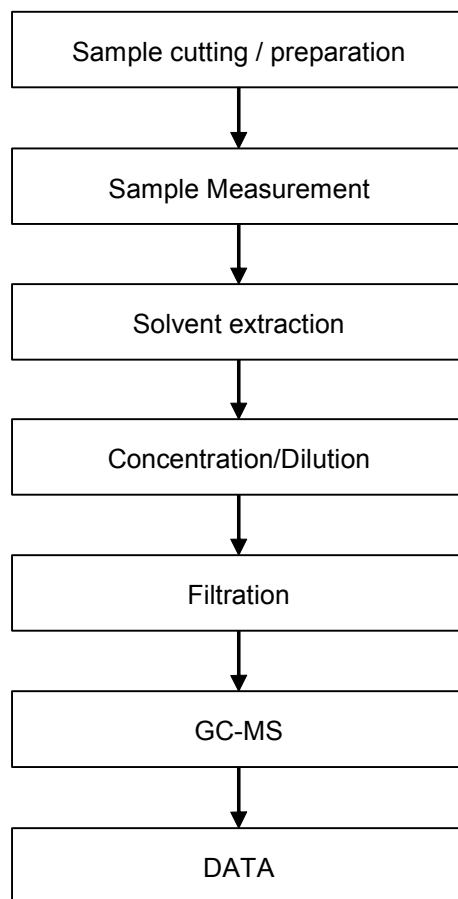 Sample cutting / preparation
Sample Measurement
Solvent extraction
Concentration/Dilution
Filtration
GC-MS
DATA